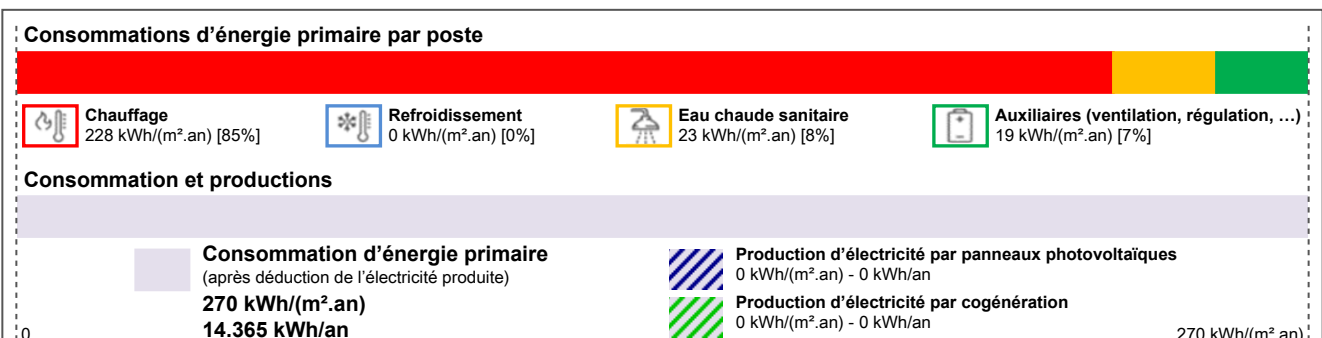 Consommations d’énergie primaire par poste
Chauffage
228 kWh/(m².an) [85%]
Refroidissement
0 kWh/(m².an) [0%]
Eau chaude sanitaire
23 kWh/(m².an) [8%]
Auxiliaires (ventilation, régulation, …)
19 kWh/(m².an) [7%]
Consommation et productions
Consommation d’énergie primaire
(après déduction de l’électricité produite)
270 kWh/(m².an)
14.365 kWh/an
Production d’électricité par panneaux photovoltaïques
0 kWh/(m².an) - 0 kWh/an
Production d’électricité par cogénération
0 kWh/(m².an) - 0 kWh/an
0
270 kWh/(m².an)